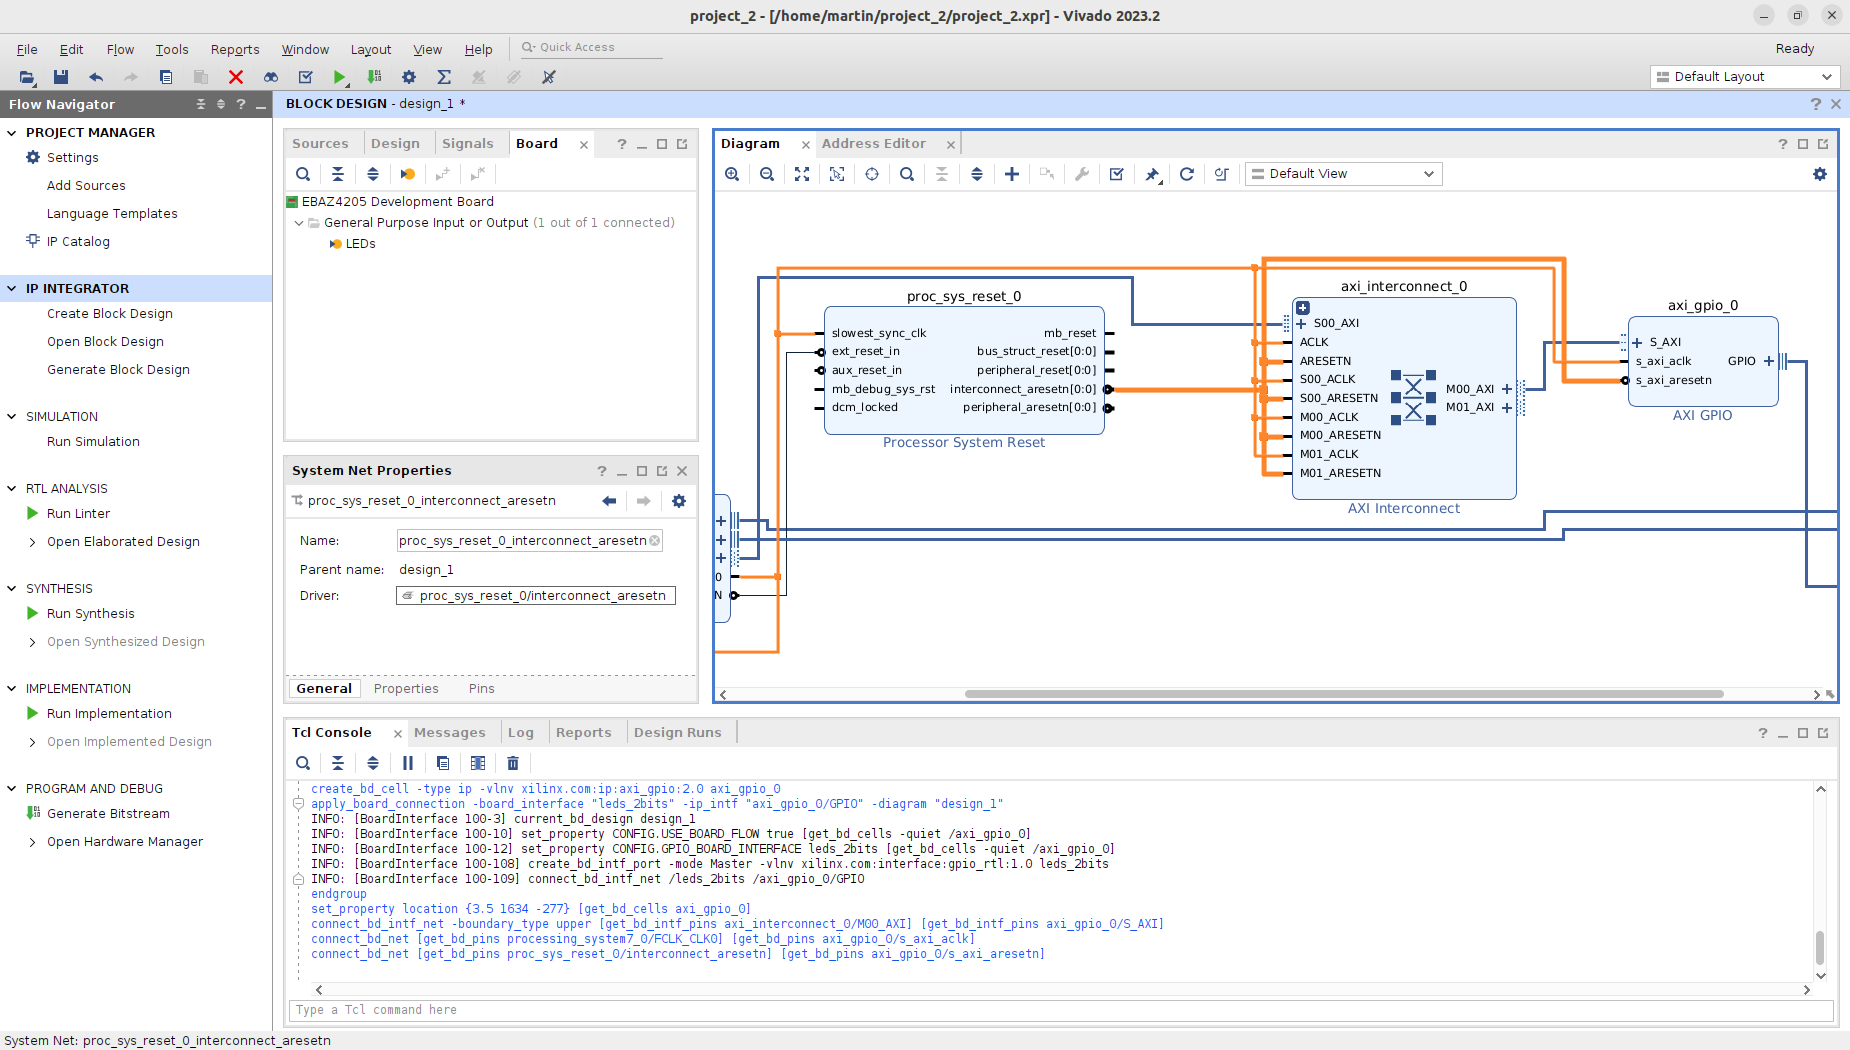 project_2 - [/home/martin/project_2/project_2.xpr] - Vivado 2023.2
File Edit Flow Tools Reports Window Layout View Help Quick Access
Ready
Default Layout
Flow Navigator
PROJECT MANAGER
Settings
Add Sources
Language Templates
IP Catalog
IP INTEGRATOR
Create Block Design
Open Block Design
Generate Block Design
SIMULATION
Run Simulation
RTL ANALYSIS
Run Linter
Open Elaborated Design
SYNTHESIS
Run Synthesis
Open Synthesized Design
IMPLEMENTATION
Run Implementation
Open Implemented Design
PROGRAM AND DEBUG
Generate Bitstream
Open Hardware Manager
BLOCK DESIGN - design_1 *
Sources Design Signals Board
EBAZ4205 Development Board
General Purpose Input or Output (1 out of 1 connected)
LEDs
System Net Properties
proc_sys_reset_0_interconnect_aresetn
Name: proc_sys_reset_0_interconnect_aresetn
Parent name: design_1
Driver: proc_sys_reset_0/interconnect_aresetn
General Properties Pins
Diagram Address Editor
Default View
proc_sys_reset_0
slowest_sync_clk mb_reset
ext_reset_in bus_struct_reset[0:0]
aux_reset_in peripheral_reset[0:0]
mb_debug_sys_rst interconnect_aresetn[0:0]
dcm_locked peripheral_aresetn[0:0]
Processor System Reset
0
N
axi_interconnect_0
S00_AXI
ACLK
ARESETN
S00_ACLK
S00_ARESETN
M00_ACLK
M00_ARESETN
M01_ACLK
M01_ARESETN
M00_AXI
M01_AXI
AXI Interconnect
axi_gpio_0
S_AXI
s_axi_aclk GPIO
s_axi_aresetn
AXI GPIO
Tcl Console Messages Log Reports Design Runs
create_bd_cell -type ip -vlnv xilinx.com:ip:axi_gpio:2.0 axi_gpio_0
apply_board_connection -board_interface "leds_2bits" -ip_intf "axi_gpio_0/GPIO" -diagram "design_1"
INFO: [BoardInterface 100-3] current_bd_design design_1
INFO: [BoardInterface 100-10] set_property CONFIG.USE_BOARD_FLOW true [get_bd_cells -quiet /axi_gpio_0]
INFO: [BoardInterface 100-12] set_property CONFIG.GPIO_BOARD_INTERFACE leds_2bits [get_bd_cells -quiet /axi_gpio_0]
INFO: [BoardInterface 100-108] create_bd_intf_port -mode Master -vlnv xilinx.com:interface:gpio_rtl:1.0 leds_2bits
INFO: [BoardInterface 100-109] connect_bd_intf_net /leds_2bits /axi_gpio_0/GPIO
endgroup
set_property location {3.5 1634 -277} [get_bd_cells axi_gpio_0]
connect_bd_intf_net -boundary_type upper [get_bd_intf_pins axi_interconnect_0/M00_AXI] [get_bd_intf_pins axi_gpio_0/S_AXI]
connect_bd_net [get_bd_pins processing_system7_0/FCLK_CLK0] [get_bd_pins axi_gpio_0/s_axi_aclk]
connect_bd_net [get_bd_pins proc_sys_reset_0/interconnect_aresetn] [get_bd_pins axi_gpio_0/s_axi_aresetn]
Type a Tcl command here
System Net: proc_sys_reset_0_interconnect_aresetn